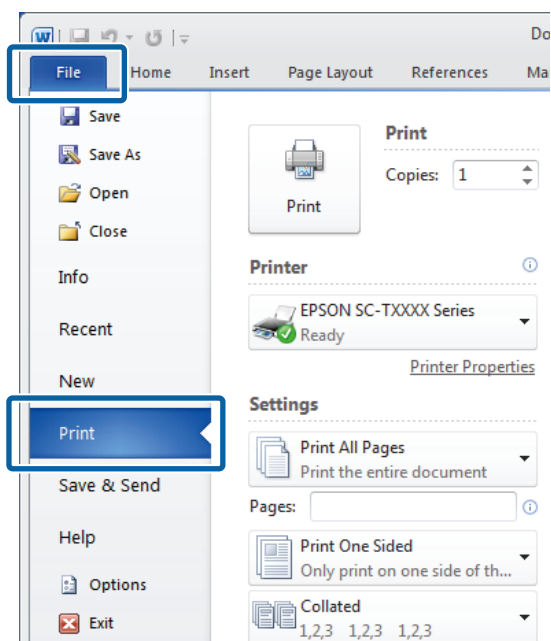 W
Do
File Home Insert Page Layout References Ma
Save
Save As
Open
Close
Info
Recent
New
Print
Save & Send
Help
Options
Exit
Print
Print
Copies: 1
Printer
EPSON SC-TXXXX Series
Ready
Printer Properties
Settings
Print All Pages
Print the entire document
Pages:
Print One Sided
Only print on one side of th...
Collated
1,2,3 1,2,3 1,2,3